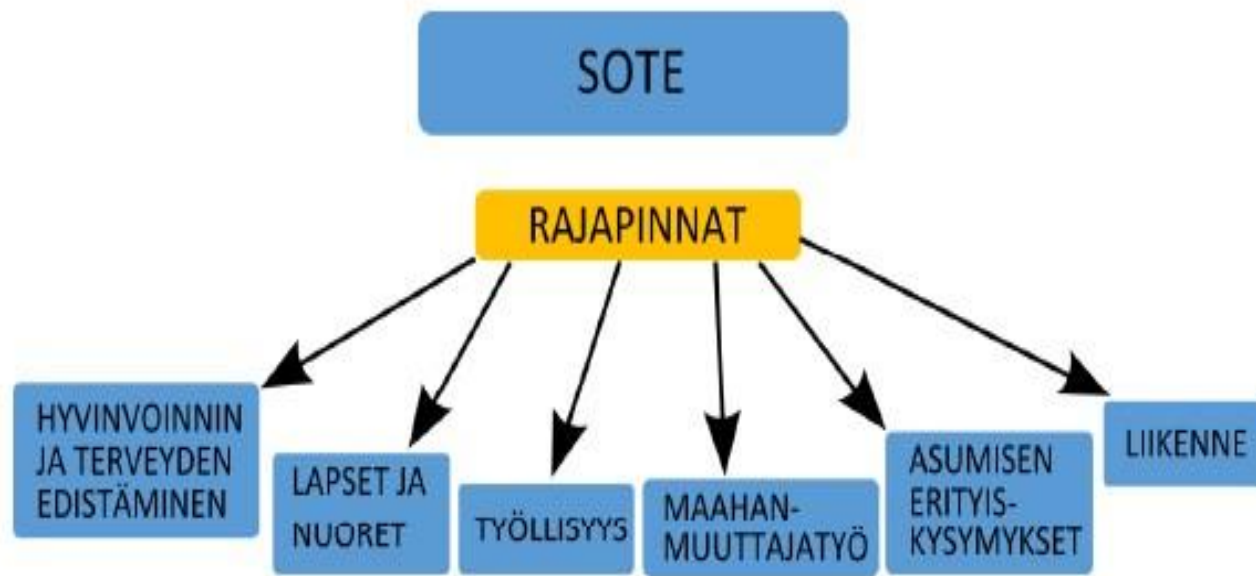 SOTE
RAJAPINNAT
HYVINVOINNIN
JA TERVEYDEN
EDISTÄMINEN
LAPSET JA
NUORET
TYÖLLISYYS
MAAHAN-
MUUTTAJATYÖ
ASUMISEN
ERITYIS-
KYSYMYKSET
LIIKENNE